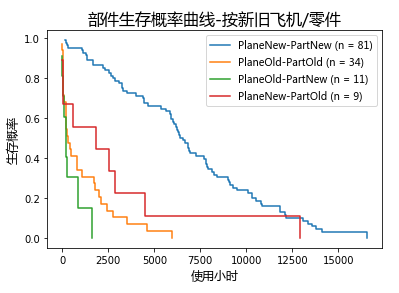 部件生存概率曲线-按新旧飞机/零件
PlaneNew-PartNew (n = 81)
PlaneOld-PartOld (n = 34)
PlaneOld-PartNew (n = 11)
PlaneNew-PartOld (n = 9)
生存概率
1.0
0.8
0.6
0.4
0.2
0.0
0 2500 5000 7500 10000 12500 15000
使用小时